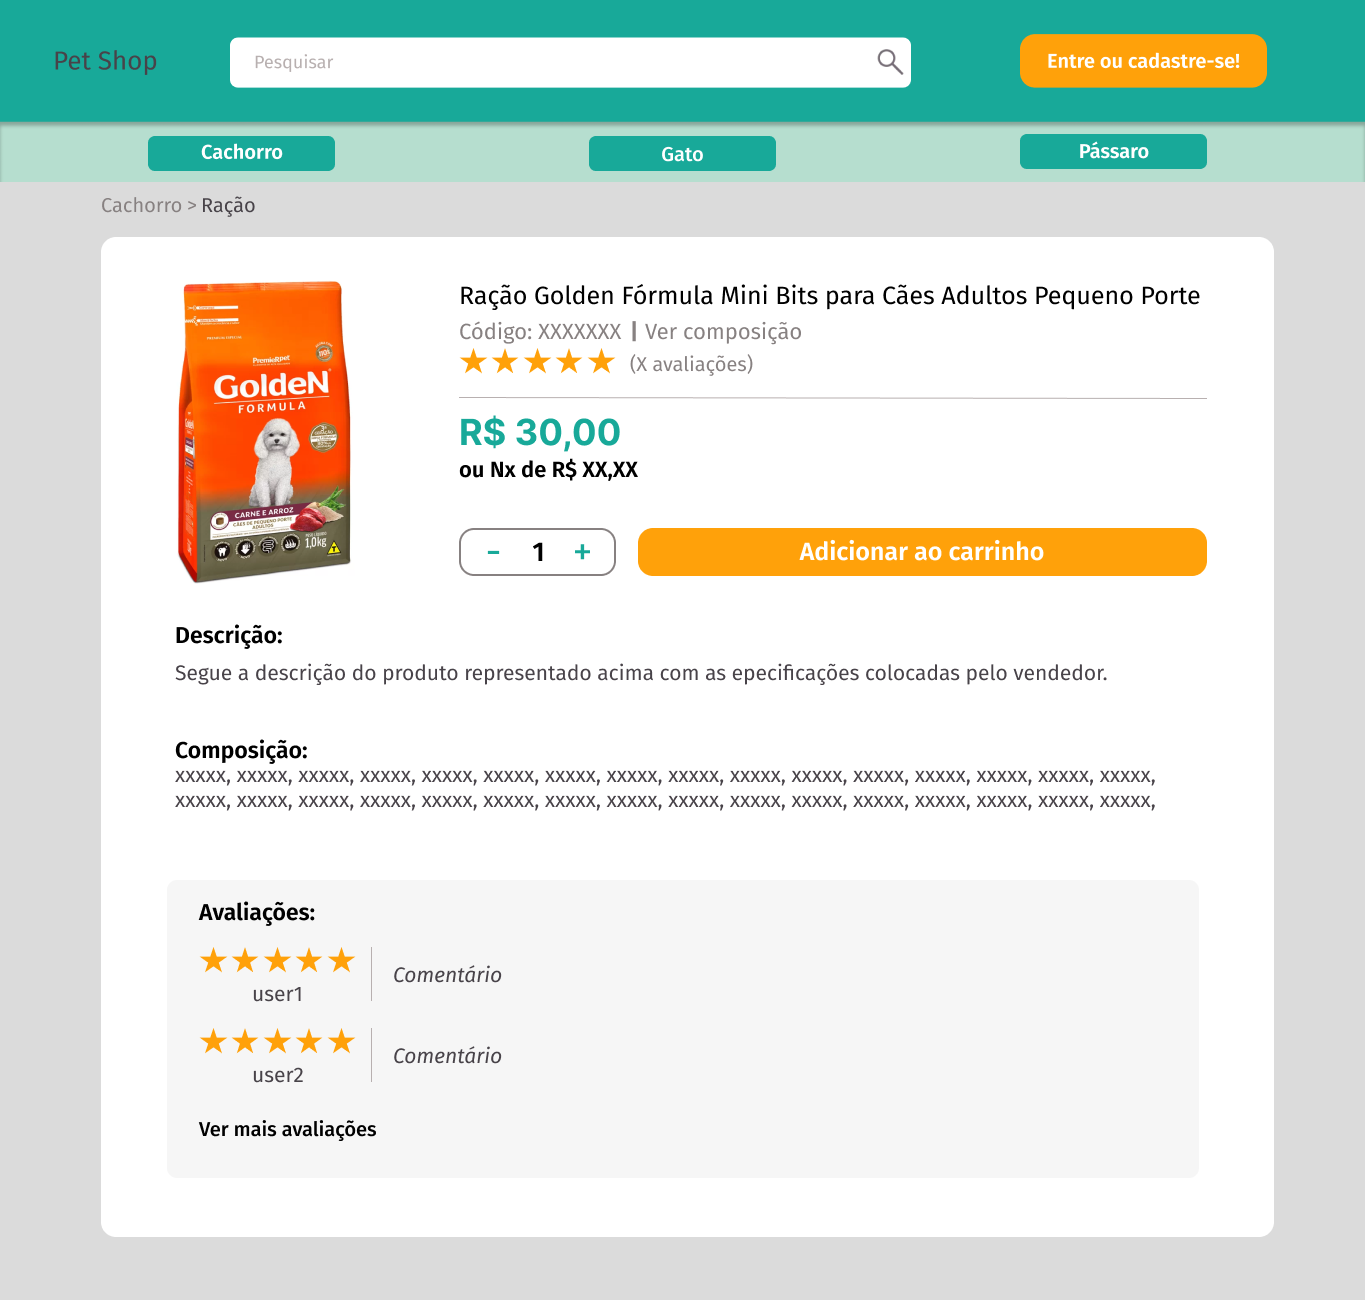 Pet Shop
Pesquisar
Entre ou cadastre-se!
Cachorro
Gato
Pássaro
Cachorro > Ração
Ração Golden Fórmula Mini Bits para Cães Adultos Pequeno Porte
Código: XXXXXXX | Ver composição
(X avaliações)
R$ 30,00
ou Nx de R$ XX,XX
- 1 +
Adicionar ao carrinho
PremieRpet
GoldeN
FORMULA
CARNE E ARROZ
CÃES DE PEQUENO PORTE
ADULTOS
1,0kg
Descrição:
Segue a descrição do produto representado acima com as epecificações colocadas pelo vendedor.
Composição:
xxxxx, xxxxx, xxxxx, xxxxx, xxxxx, xxxxx, xxxxx, xxxxx, xxxxx, xxxxx, xxxxx, xxxxx, xxxxx, xxxxx, xxxxx, xxxxx,
xxxxx, xxxxx, xxxxx, xxxxx, xxxxx, xxxxx, xxxxx, xxxxx, xxxxx, xxxxx, xxxxx, xxxxx, xxxxx, xxxxx, xxxxx, xxxxx,
Avaliações:
Comentário
user1
Comentário
user2
Ver mais avaliações